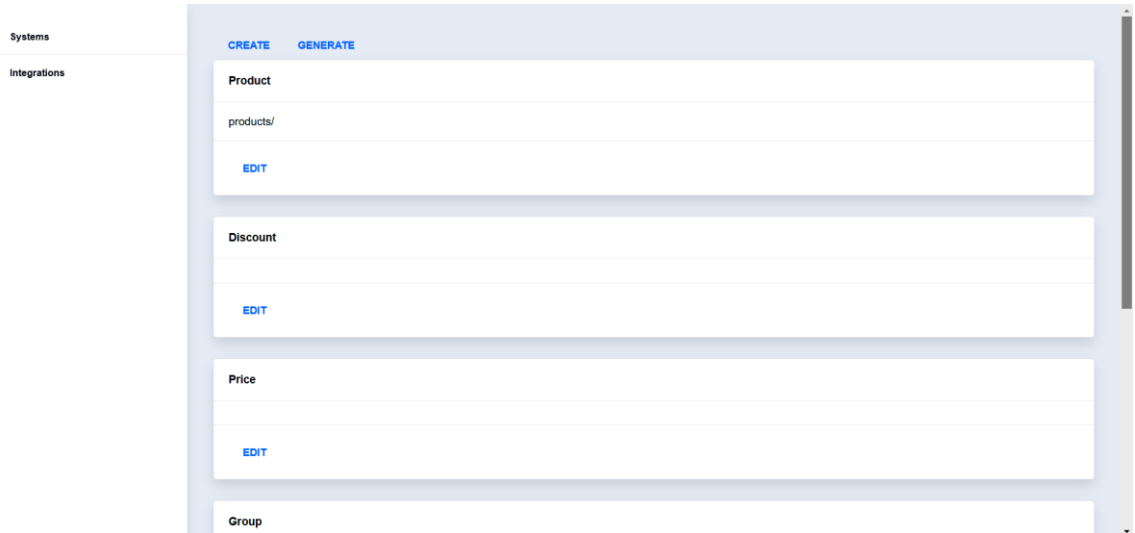 Systems
Integrations
CREATE GENERATE
Product
products/
EDIT
Discount
EDIT
Price
EDIT
Group